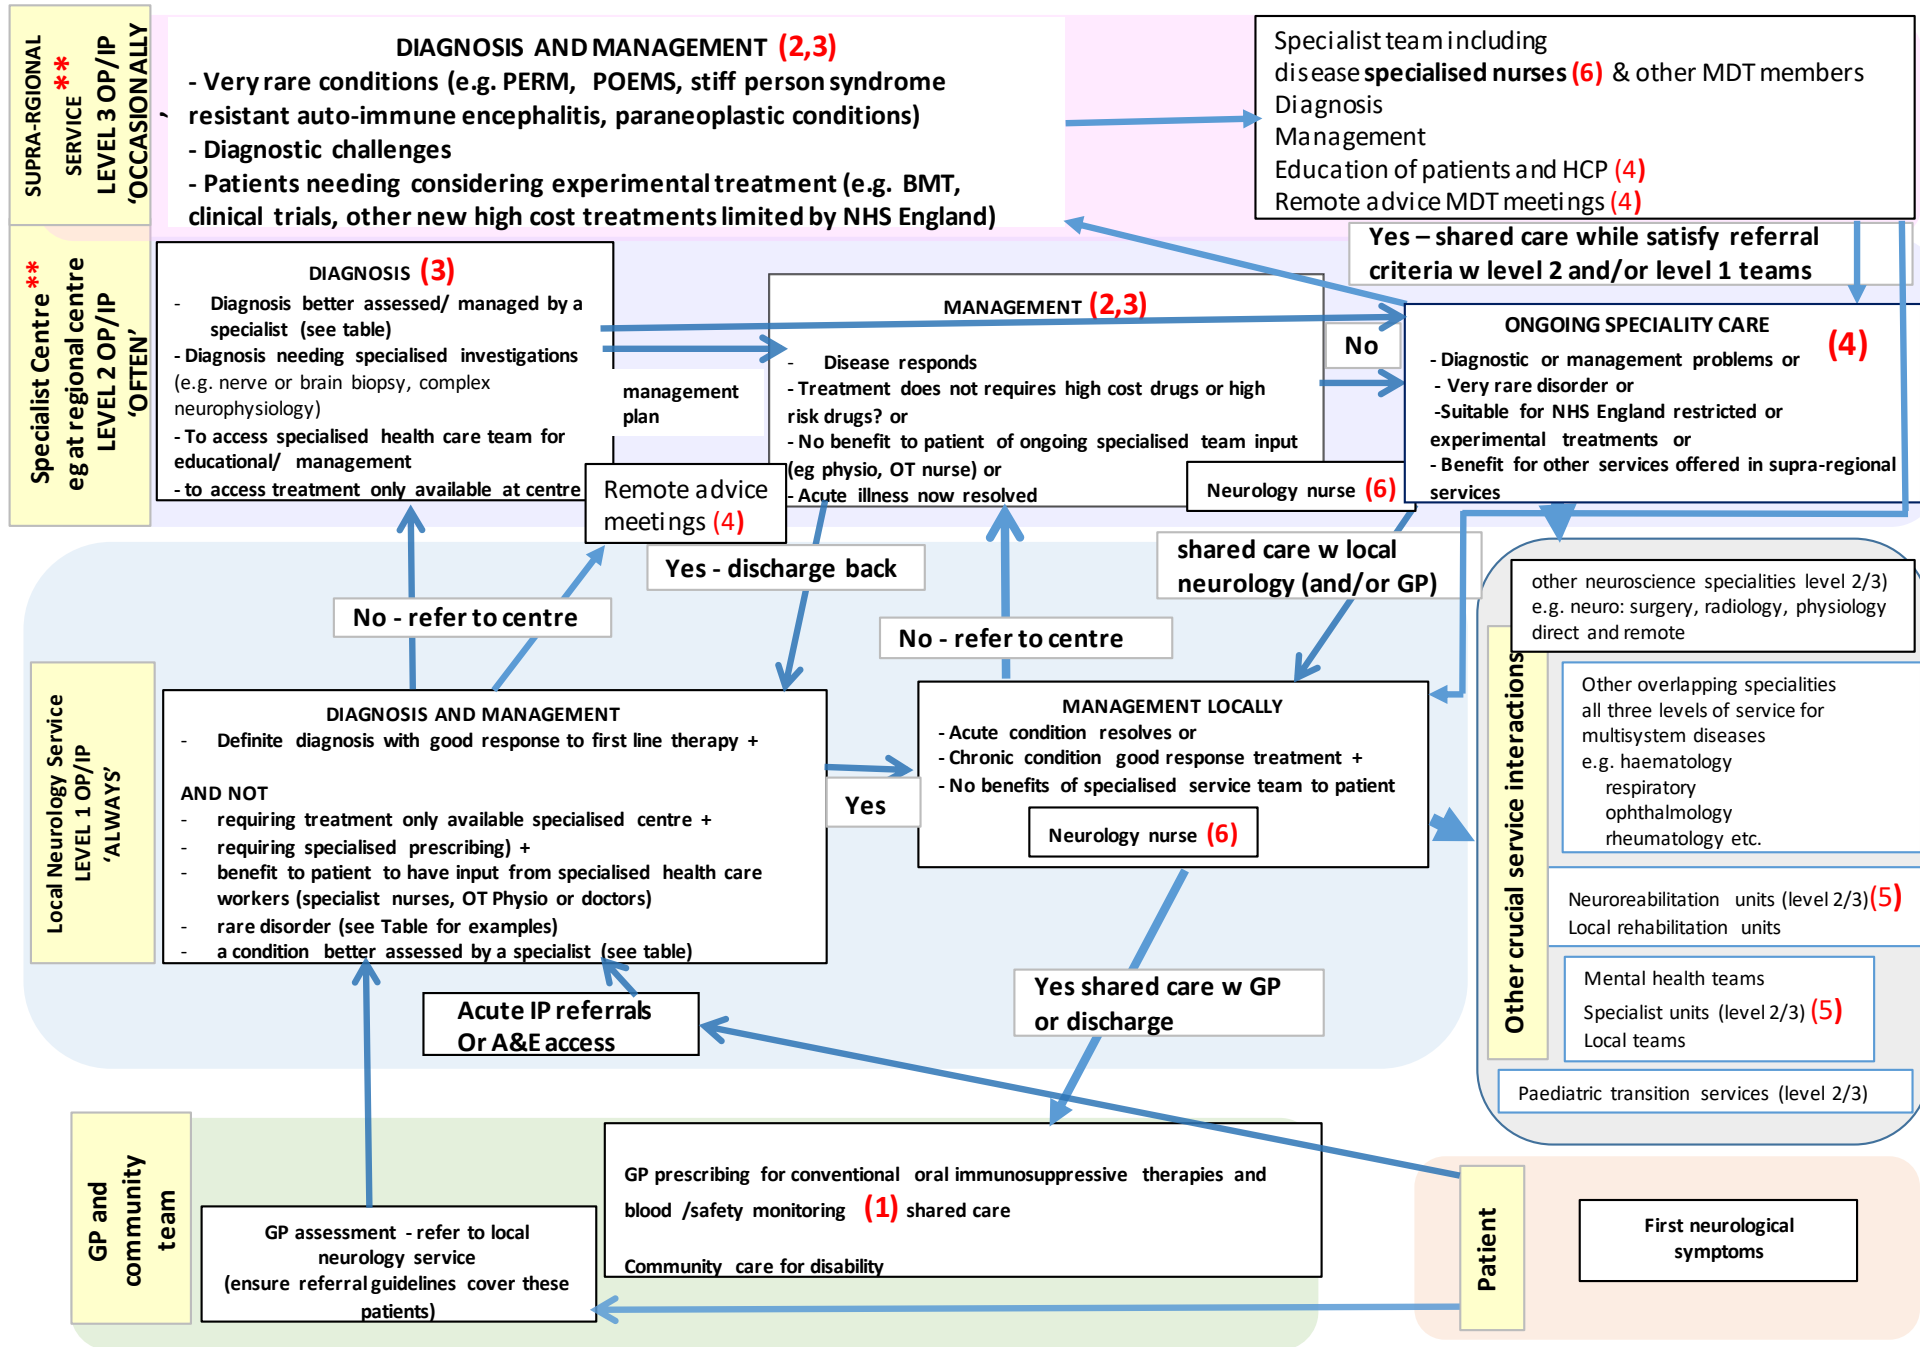 SUPRA-RGIONAL
SERVICE **
LEVEL 3 OP/IP
‘OCCASIONALLY
’
DIAGNOSIS AND MANAGEMENT (2,3)
- Very rare conditions (e.g. PERM, POEMS, stiff person syndrome
resistant auto-immune encephalitis, paraneoplastic conditions)
- Diagnostic challenges
- Patients needing considering experimental treatment (e.g. BMT,
clinical trials, other new high cost treatments limited by NHS England)
Specialist team including
disease specialised nurses (6) & other MDT members
Diagnosis
Management
Education of patients and HCP (4)
Remote advice MDT meetings (4)
Yes – shared care while satisfy referral
criteria w level 2 and/or level 1 teams
Specialist Centre **
eg at regional centre
LEVEL 2 OP/IP
‘OFTEN’
DIAGNOSIS (3)
- Diagnosis better assessed/ managed by a
specialist (see table)
- Diagnosis needing specialised investigations
(e.g. nerve or brain biopsy, complex
neurophysiology)
- To access specialised health care team for
educational/ management
- to access treatment only available at centre
management
plan
MANAGEMENT (2,3)
- Disease responds
- Treatment does not requires high cost drugs or high
risk drugs? or
- No benefit to patient of ongoing specialised team input
(eg physio, OT nurse) or
- Acute illness now resolved
Neurology nurse (6)
No
ONGOING SPECIALITY CARE (4)
- Diagnostic or management problems or
- Very rare disorder or
-Suitable for NHS England restricted or
experimental treatments or
- Benefit for other services offered in supra-regional
services
Remote advice
meetings (4)
Yes - discharge back
shared care w local
neurology (and/or GP)
No - refer to centre
No - refer to centre
Local Neurology Service
LEVEL 1 OP/IP
‘ALWAYS’
DIAGNOSIS AND MANAGEMENT
- Definite diagnosis with good response to first line therapy +
AND NOT
- requiring treatment only available specialised centre +
- requiring specialised prescribing) +
- benefit to patient to have input from specialised health care
workers (specialist nurses, OT Physio or doctors)
- rare disorder (see Table for examples)
- a condition better assessed by a specialist (see table)
Yes
MANAGEMENT LOCALLY
- Acute condition resolves or
- Chronic condition good response treatment +
- No benefits of specialised service team to patient
Neurology nurse (6)
Acute IP referrals
Or A&E access
Yes shared care w GP
or discharge
Other crucial service interactions
other neuroscience specialities level 2/3)
e.g. neuro: surgery, radiology, physiology
direct and remote
Other overlapping specialities
all three levels of service for
multisystem diseases
e.g. haematology
respiratory
ophthalmology
rheumatology etc.
Neuroreabilitation units (level 2/3)(5)
Local rehabilitation units
Mental health teams
Specialist units (level 2/3) (5)
Local teams
Paediatric transition services (level 2/3)
GP and
community
team
GP assessment - refer to local
neurology service
(ensure referral guidelines cover these
patients)
GP prescribing for conventional oral immunosuppressive therapies and
blood /safety monitoring (1) shared care
Community care for disability
Patient
First neurological
symptoms